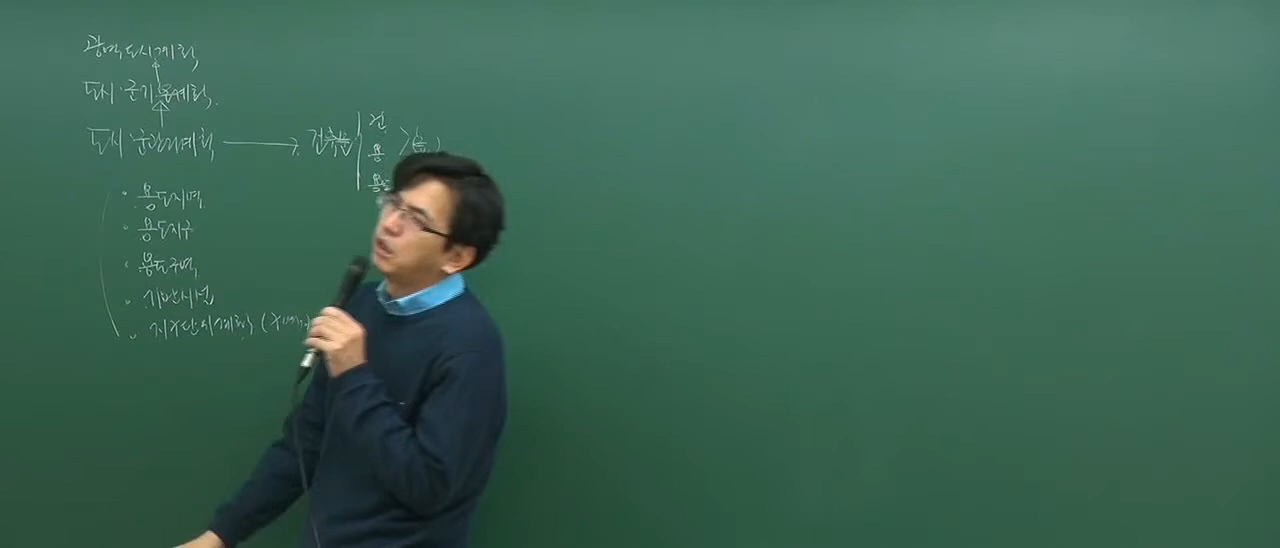 광역도시계획
도시·군기본계획
도시·군관리계획 → 건축물 건
용
· 용도지역
· 용도지구
· 용도구역
· 기반시설
· 지구단위계획 (구역)